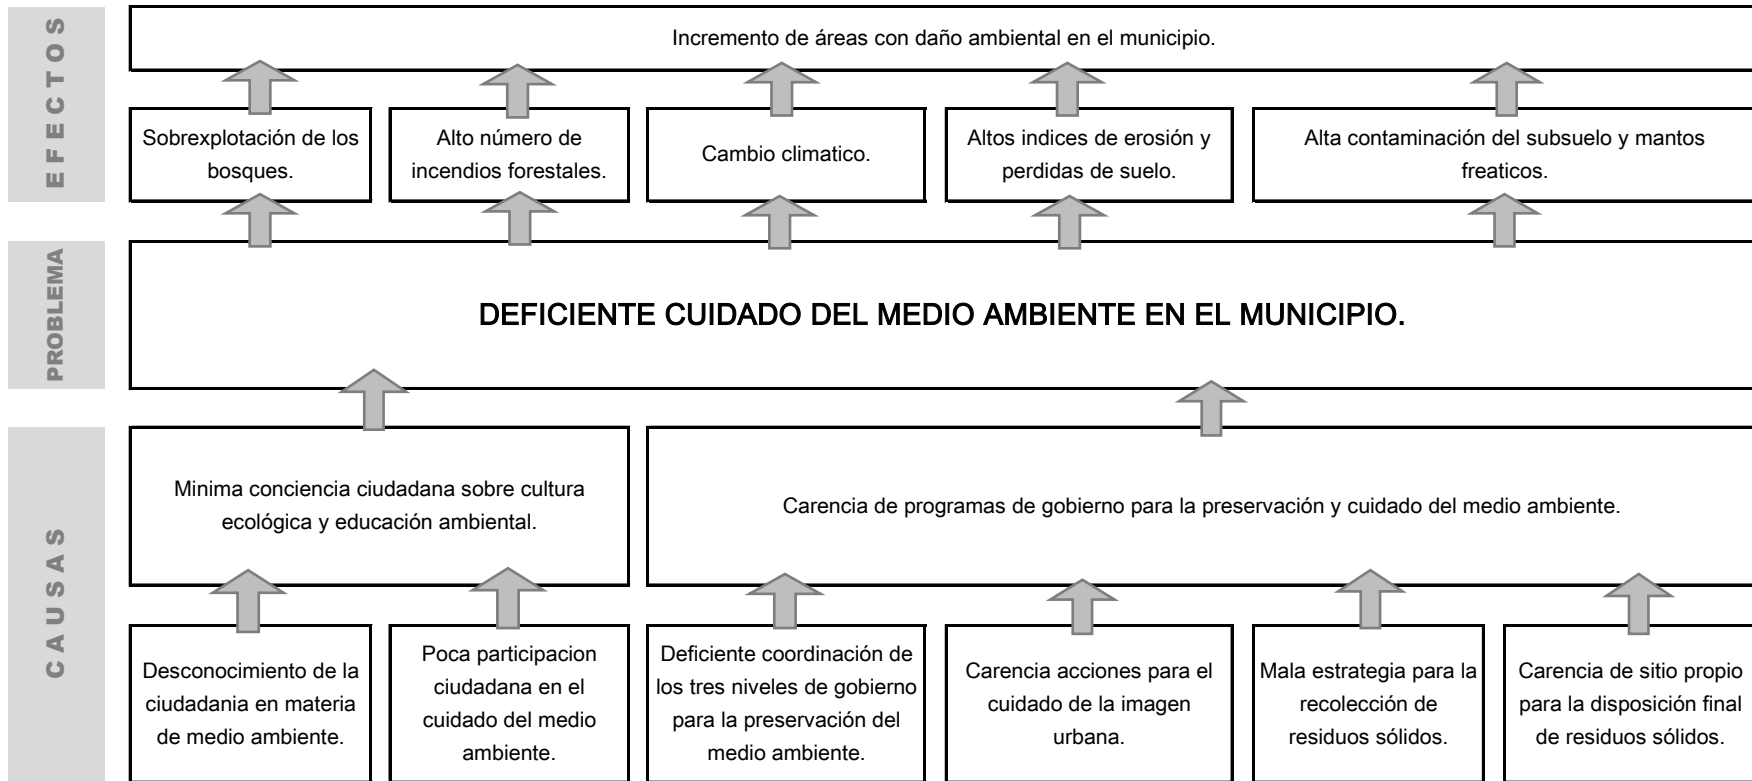 EFECTOS
Incremento de áreas con daño ambiental en el municipio.
Sobrexplotación de los
bosques.
Alto número de
incendios forestales.
Cambio climatico.
Altos indices de erosión y
perdidas de suelo.
Alta contaminación del subsuelo y mantos
freaticos.
PROBLEMA
DEFICIENTE CUIDADO DEL MEDIO AMBIENTE EN EL MUNICIPIO.
CAUSAS
Minima conciencia ciudadana sobre cultura
ecológica y educación ambiental.
Carencia de programas de gobierno para la preservación y cuidado del medio ambiente.
Desconocimiento de la
ciudadania en materia
de medio ambiente.
Poca participacion
ciudadana en el
cuidado del medio
ambiente.
Deficiente coordinación de
los tres niveles de gobierno
para la preservación del
medio ambiente.
Carencia acciones para el
cuidado de la imagen
urbana.
Mala estrategia para la
recolección de
residuos sólidos.
Carencia de sitio propio
para la disposición final
de residuos sólidos.